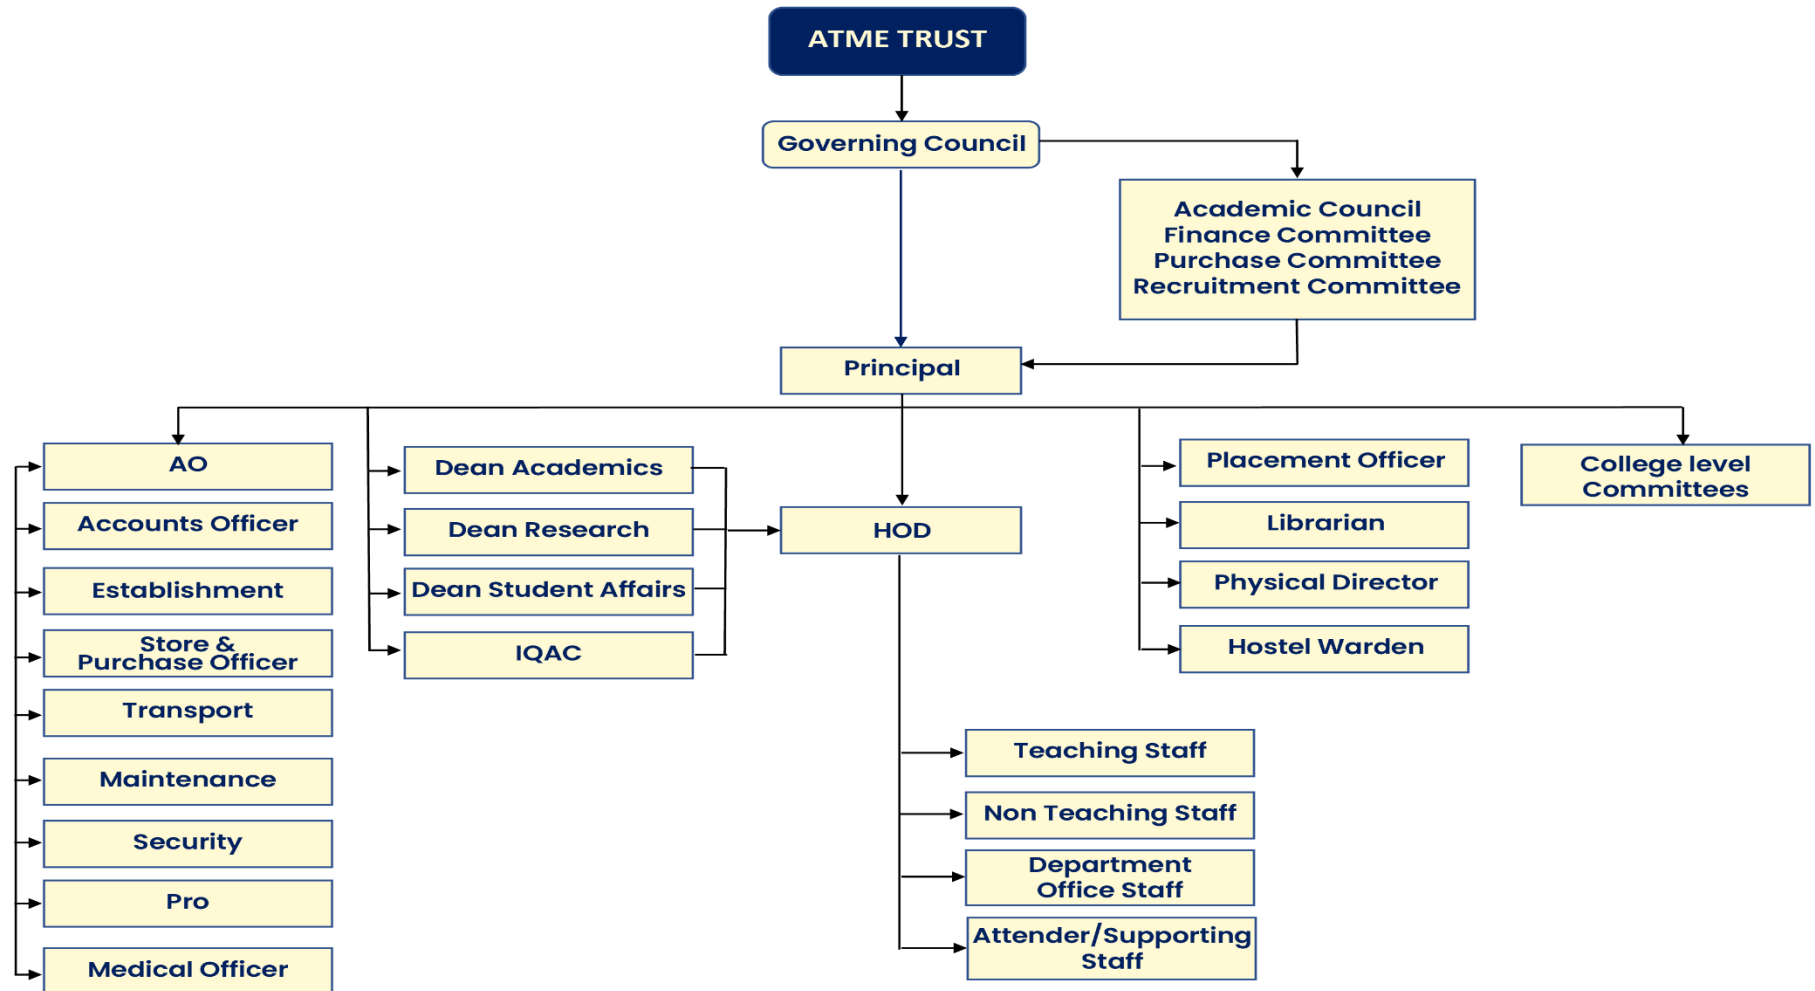 ATME TRUST
Governing Council
Academic Council
Finance Committee
Purchase Committee
Recruitment Committee
Principal
AO
Accounts Officer
Establishment
Store &
Purchase Officer
Transport
Maintenance
Security
Pro
Medical Officer
Dean Academics
Dean Research
Dean Student Affairs
IQAC
HOD
Teaching Staff
Non Teaching Staff
Department
Office Staff
Attender/Supporting
Staff
Placement Officer
Librarian
Physical Director
Hostel Warden
College level
Committees